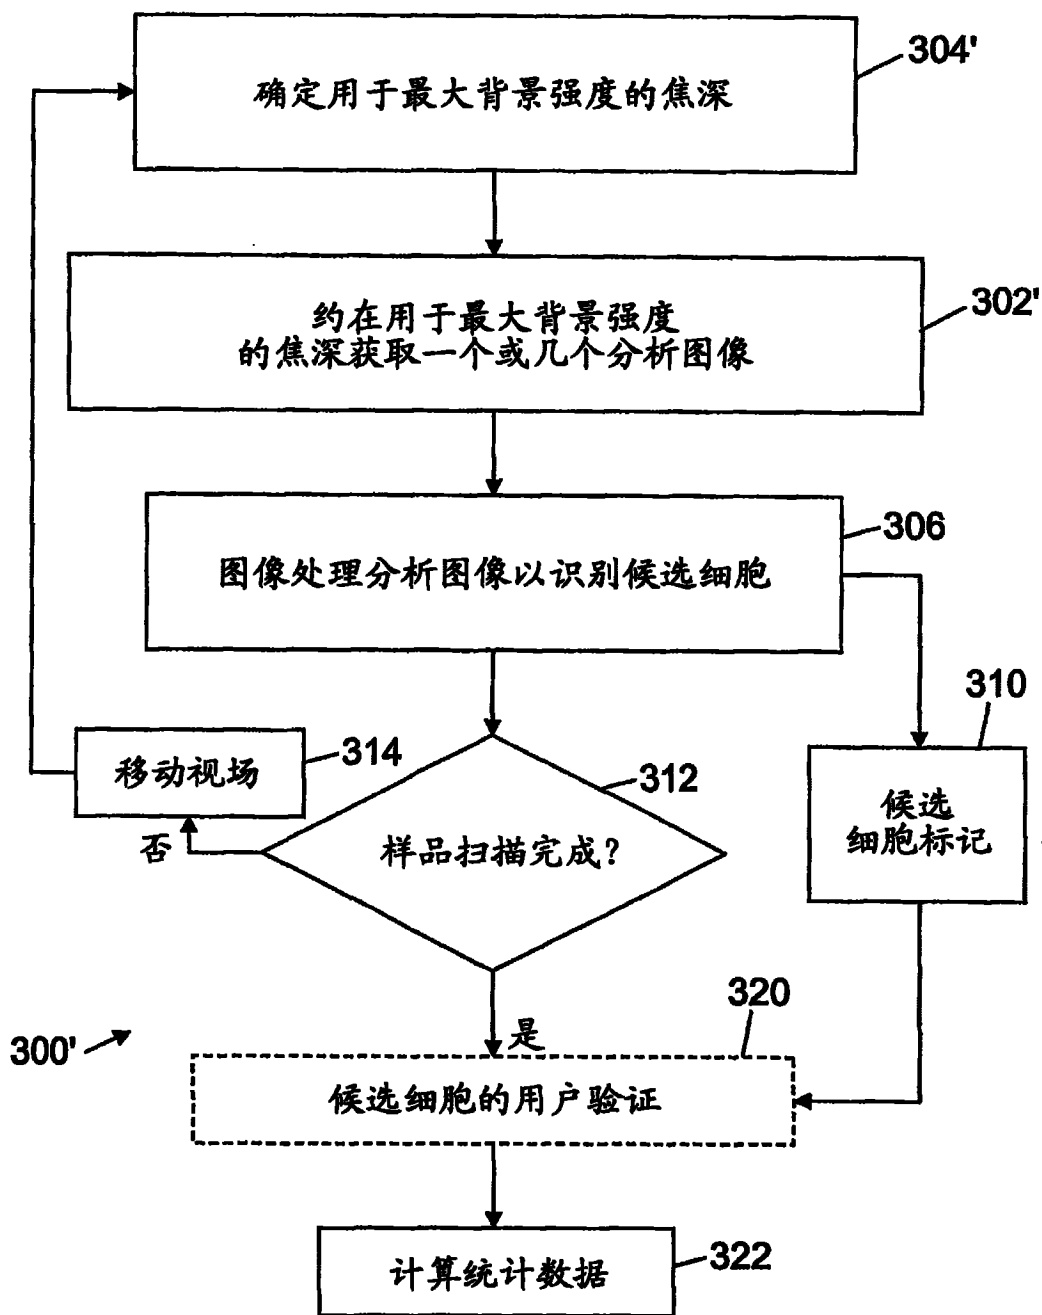 304'
确定用于最大背景强度的焦深
302'
约在用于最大背景强度
的焦深获取一个或几个分析图像
306
图像处理分析图像以识别候选细胞
310
314
移动视场
312
候选
细胞标记
否
样品扫描完成？
320
是
300'
候选细胞的用户验证
322
计算统计数据